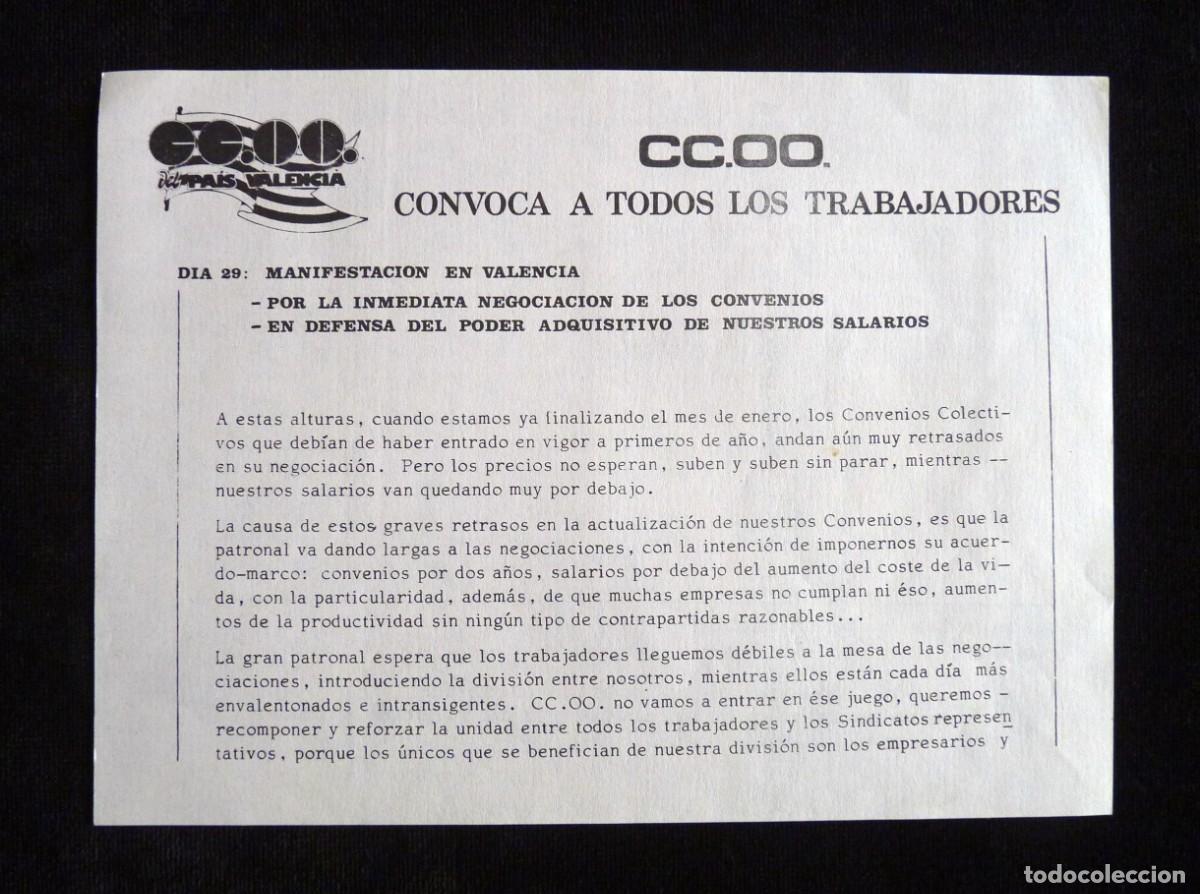 CC.OO.
del PAÍS VALENCIÀ
CC.OO.
CONVOCA A TODOS LOS TRABAJADORES
DIA 29: MANIFESTACION EN VALENCIA
- POR LA INMEDIATA NEGOCIACION DE LOS CONVENIOS
- EN DEFENSA DEL PODER ADQUISITIVO DE NUESTROS SALARIOS
A estas alturas, cuando estamos ya finalizando el mes de enero, los Convenios Colecti-
vos que debían de haber entrado en vigor a primeros de año, andan aún muy retrasados
en su negociación. Pero los precios no esperan, suben y suben sin parar, mientras --
nuestros salarios van quedando muy por debajo.
La causa de estos graves retrasos en la actualización de nuestros Convenios, es que la
patronal va dando largas a las negociaciones, con la intención de imponernos su acuer-
do-marco: convenios por dos años, salarios por debajo del aumento del coste de la vi-
da, con la particularidad, además, de que muchas empresas no cumplan ni éso, aumen-
tos de la productividad sin ningún tipo de contrapartidas razonables...
La gran patronal espera que los trabajadores lleguemos débiles a la mesa de las nego--
ciaciones, introduciendo la división entre nosotros, mientras ellos están cada día más
envalentonados e intransigentes. CC.OO. no vamos a entrar en ése juego, queremos -
recomponer y reforzar la unidad entre todos los trabajadores y los Sindicatos represen
tativos, porque los únicos que se benefician de nuestra división son los empresarios y
todocoleccion